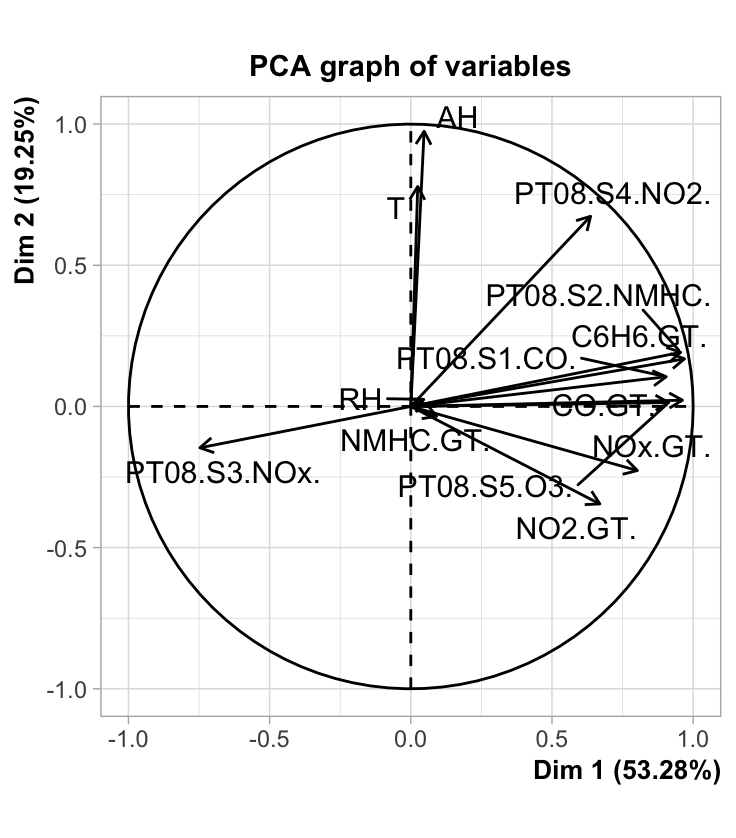 PCA graph of variables
Dim 2 (19.25%)
1.0
0.5
0.0
-0.5
-1.0
AH
T
PT08.S4.NO2.
PT08.S2.NMHC.
C6H6.GT.
PT08.S1.CO.
RH
CO.GT.
NMHC.GT.
NOx.GT.
PT08.S3.NOx.
PT08.S5.O3.
NO2.GT.
-1.0
-0.5
0.0
0.5
1.0
Dim 1 (53.28%)